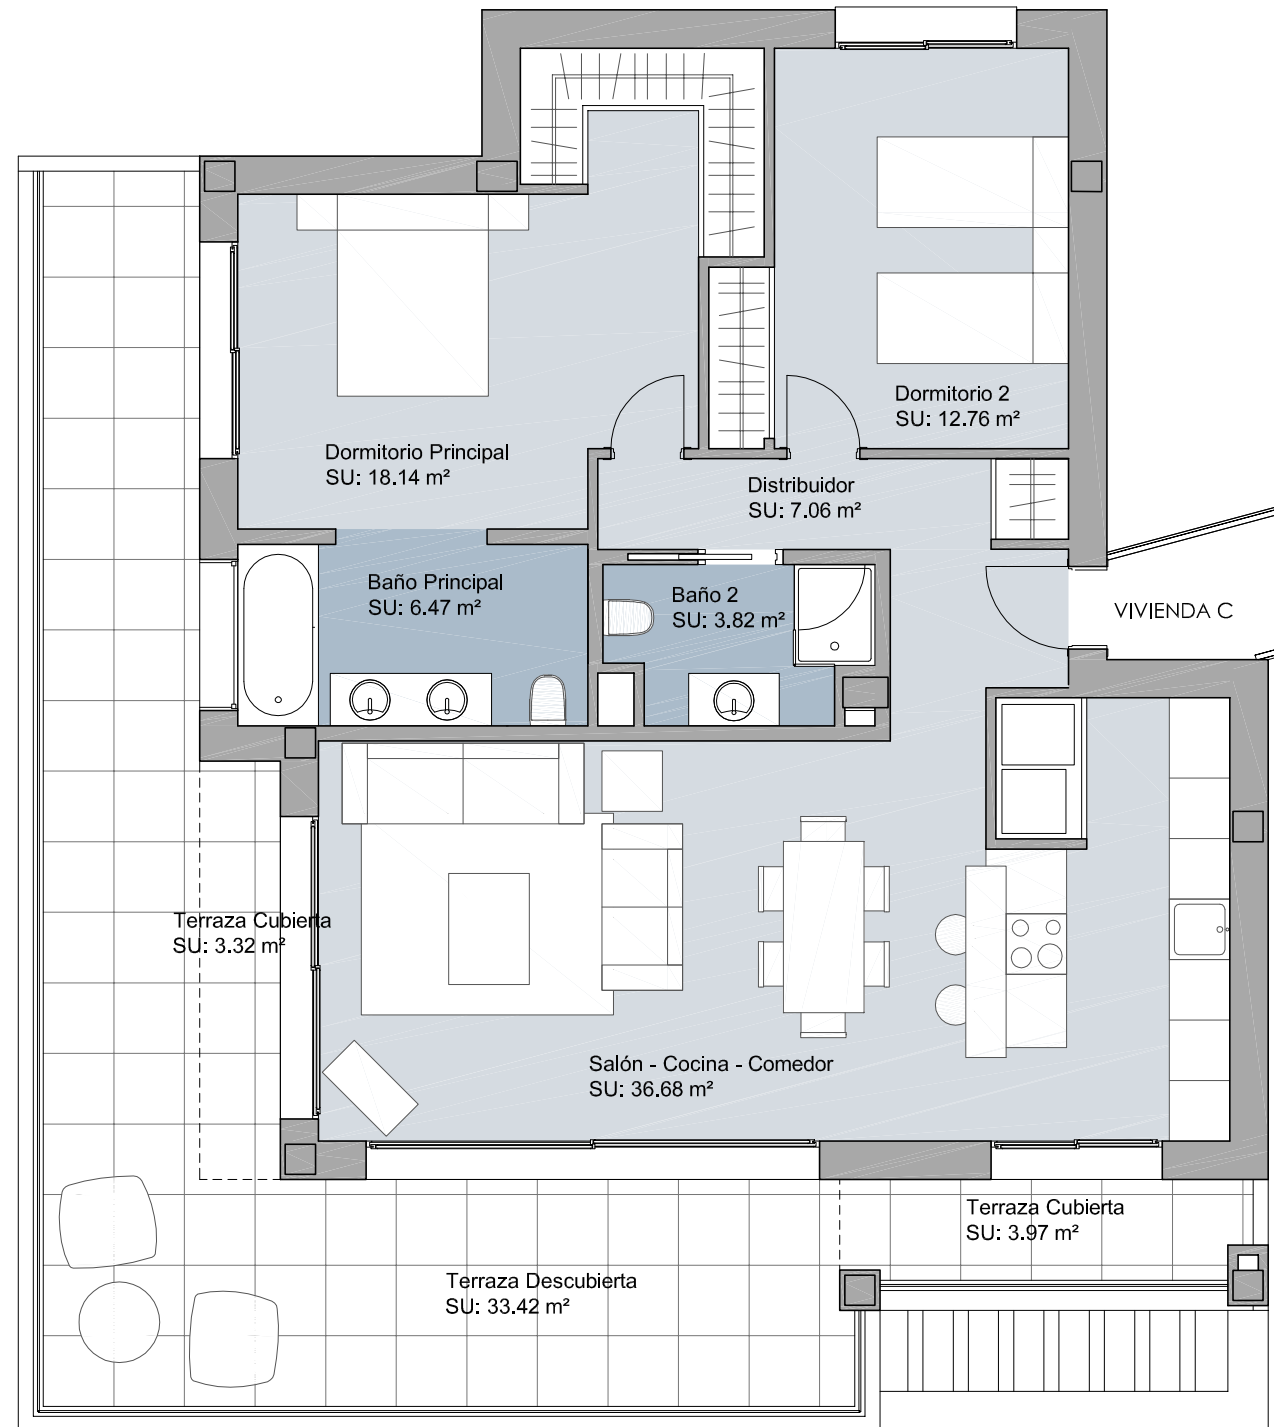 Dormitorio 2
SU: 12.76 m²
Dormitorio Principal
SU: 18.14 m²
Distribuidor
SU: 7.06 m²
Baño Principal
SU: 6.47 m²
Baño 2
SU: 3.82 m²
VIVIENDA C
Terraza Cubierta
SU: 3.32 m²
Salón - Cocina - Comedor
SU: 36.68 m²
Terraza Cubierta
SU: 3.97 m²
Terraza Descubierta
SU: 33.42 m²